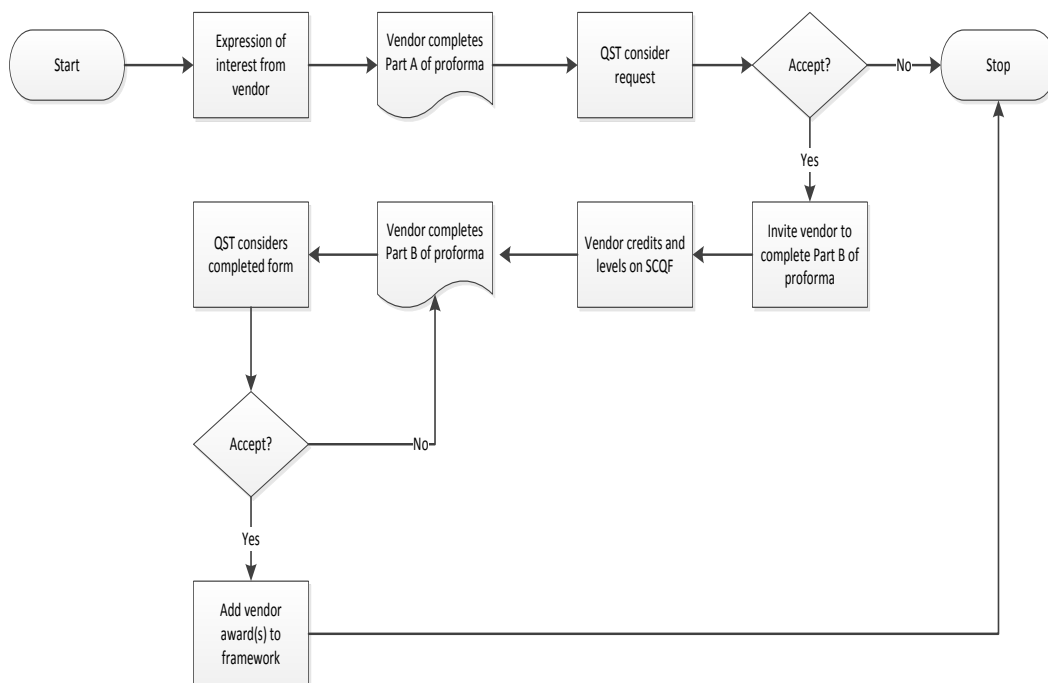 Start
Expression of
interest from
vendor
Vendor completes
Part A of proforma
QST consider
request
Accept?
No
Stop
Yes
Invite vendor to
complete Part B of
proforma
Vendor credits and
levels on SCQF
Vendor completes
Part B of proforma
QST considers
completed form
Accept?
No
Yes
Add vendor
award(s) to
framework